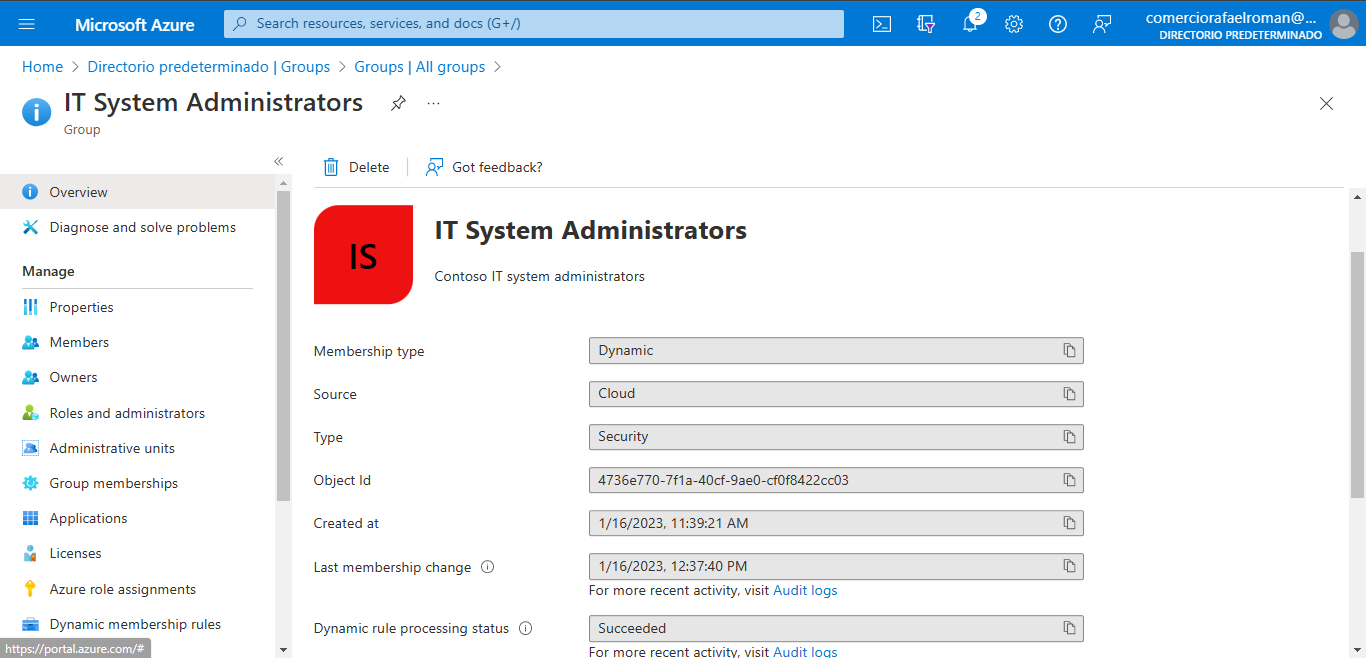 Microsoft Azure
Search resources, services, and docs (G+/)
2
comerciorafaelroman@...
DIRECTORIO PREDETERMINADO
Home > Directorio predeterminado | Groups > Groups | All groups >
IT System Administrators
...
Group
«
Delete
Got feedback?
Overview
Diagnose and solve problems
Manage
Properties
Members
Owners
Roles and administrators
Administrative units
Group memberships
Applications
Licenses
Azure role assignments
Dynamic membership rules
https://portal.azure.com/#
IS
IT System Administrators
Contoso IT system administrators
Membership type Dynamic
Source Cloud
Type Security
Object Id 4736e770-7f1a-40cf-9ae0-cf0f8422cc03
Created at 1/16/2023, 11:39:21 AM
Last membership change 1/16/2023, 12:37:40 PM
For more recent activity, visit Audit logs
Dynamic rule processing status Succeeded
For more recent activity, visit Audit logs